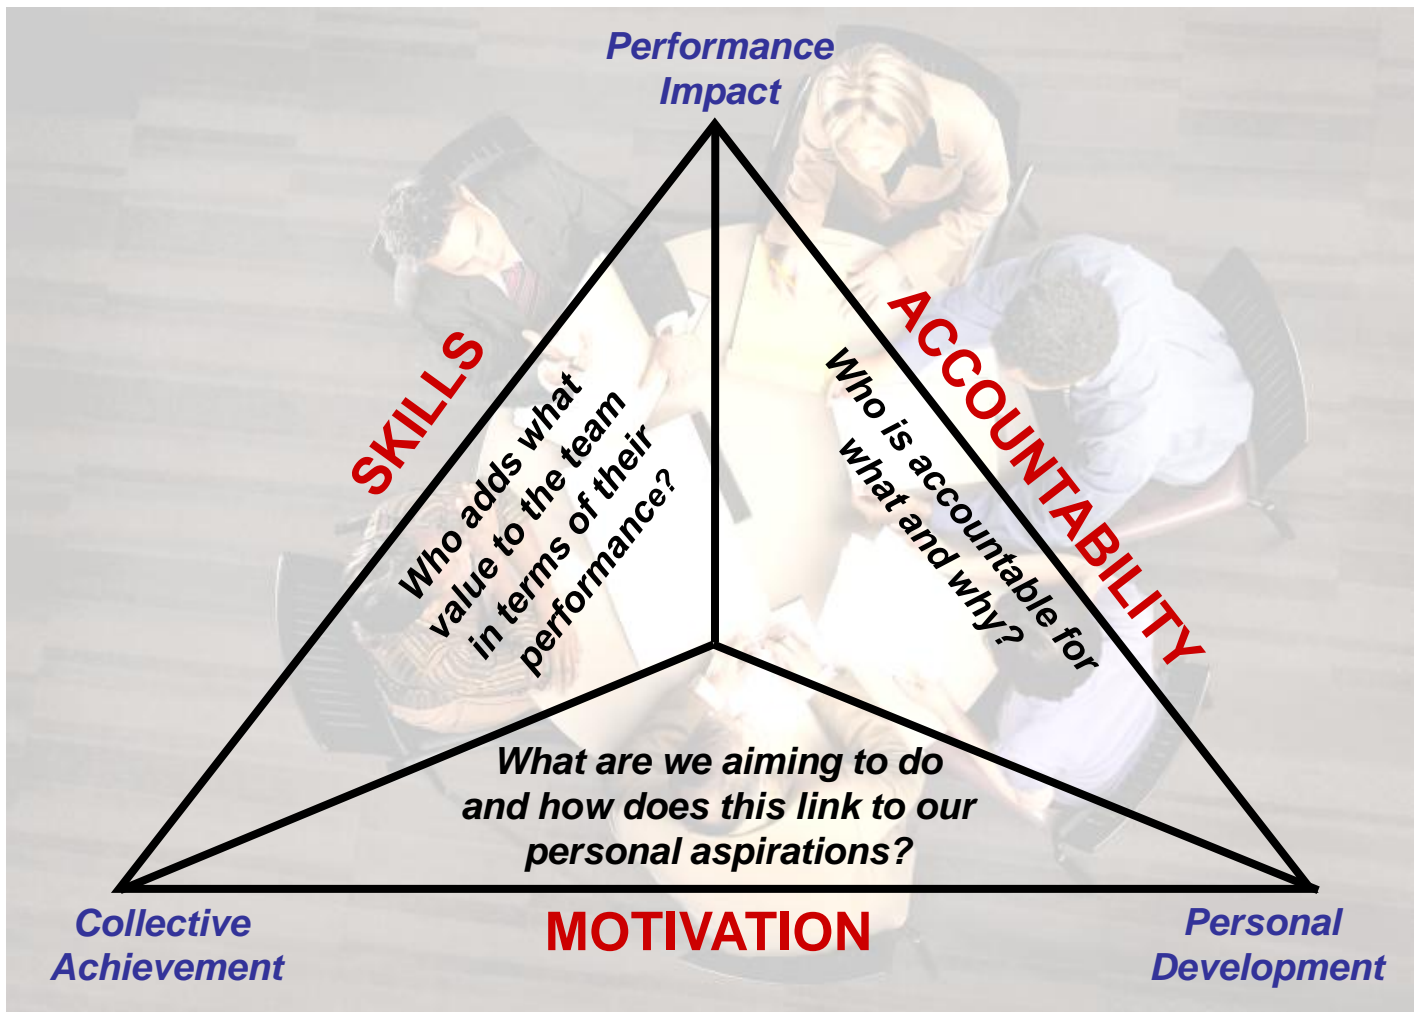 Performance
Impact
SKILLS
Who adds what
value to the team
in terms of their
performance?
ACCOUNTABILITY
Who is accountable for
what and why?
What are we aiming to do
and how does this link to our
personal aspirations?
Collective
Achievement
MOTIVATION
Personal
Development